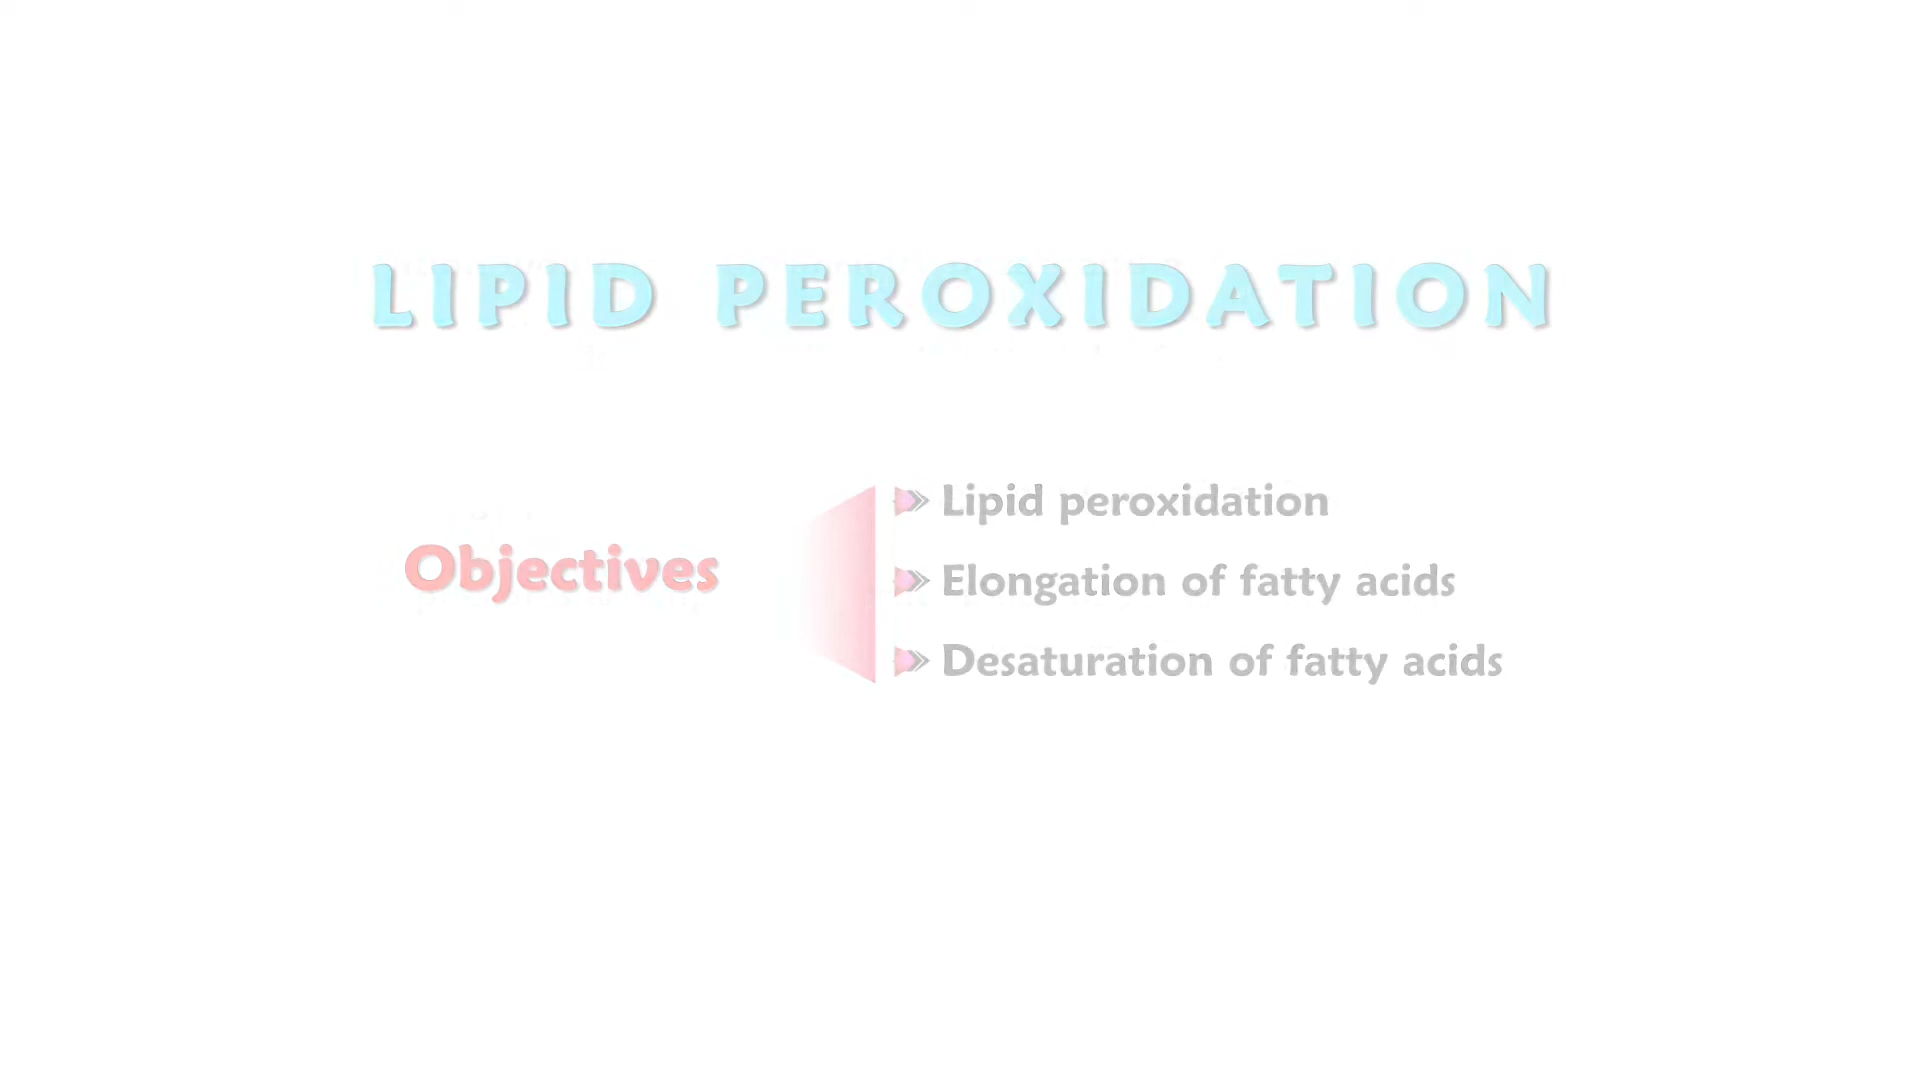 LIPID PEROXIDATION
Objectives
Lipid peroxidation
Elongation of fatty acids
Desaturation of fatty acids